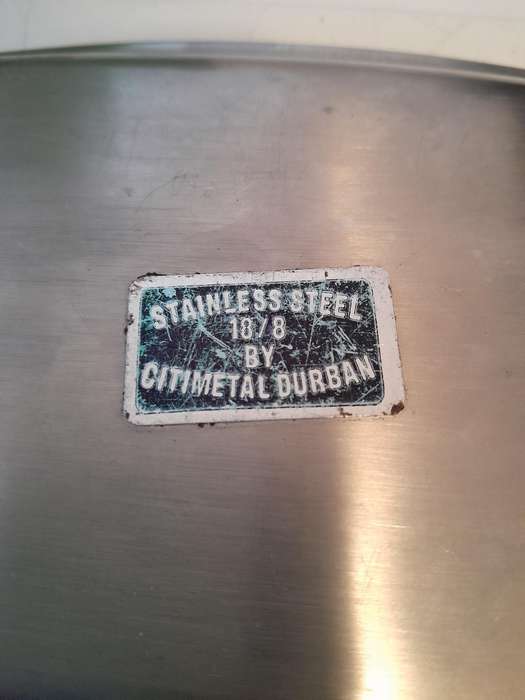 STAINLESS STEEL
18/8
BY
CITIMETAL DURBAN